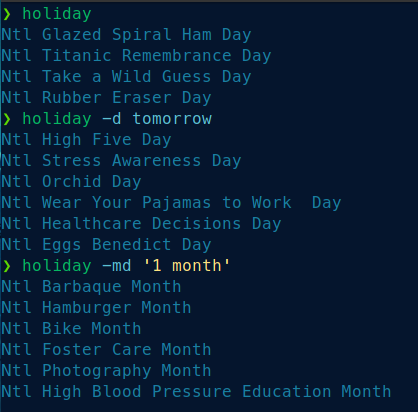 ❯ holiday
Ntl Glazed Spiral Ham Day
Ntl Titanic Remembrance Day
Ntl Take a Wild Guess Day
Ntl Rubber Eraser Day
❯ holiday -d tomorrow
Ntl High Five Day
Ntl Stress Awareness Day
Ntl Orchid Day
Ntl Wear Your Pajamas to Work  Day
Ntl Healthcare Decisions Day
Ntl Eggs Benedict Day
❯ holiday -md '1 month'
Ntl Barbaque Month
Ntl Hamburger Month
Ntl Bike Month
Ntl Foster Care Month
Ntl Photography Month
Ntl High Blood Pressure Education Month